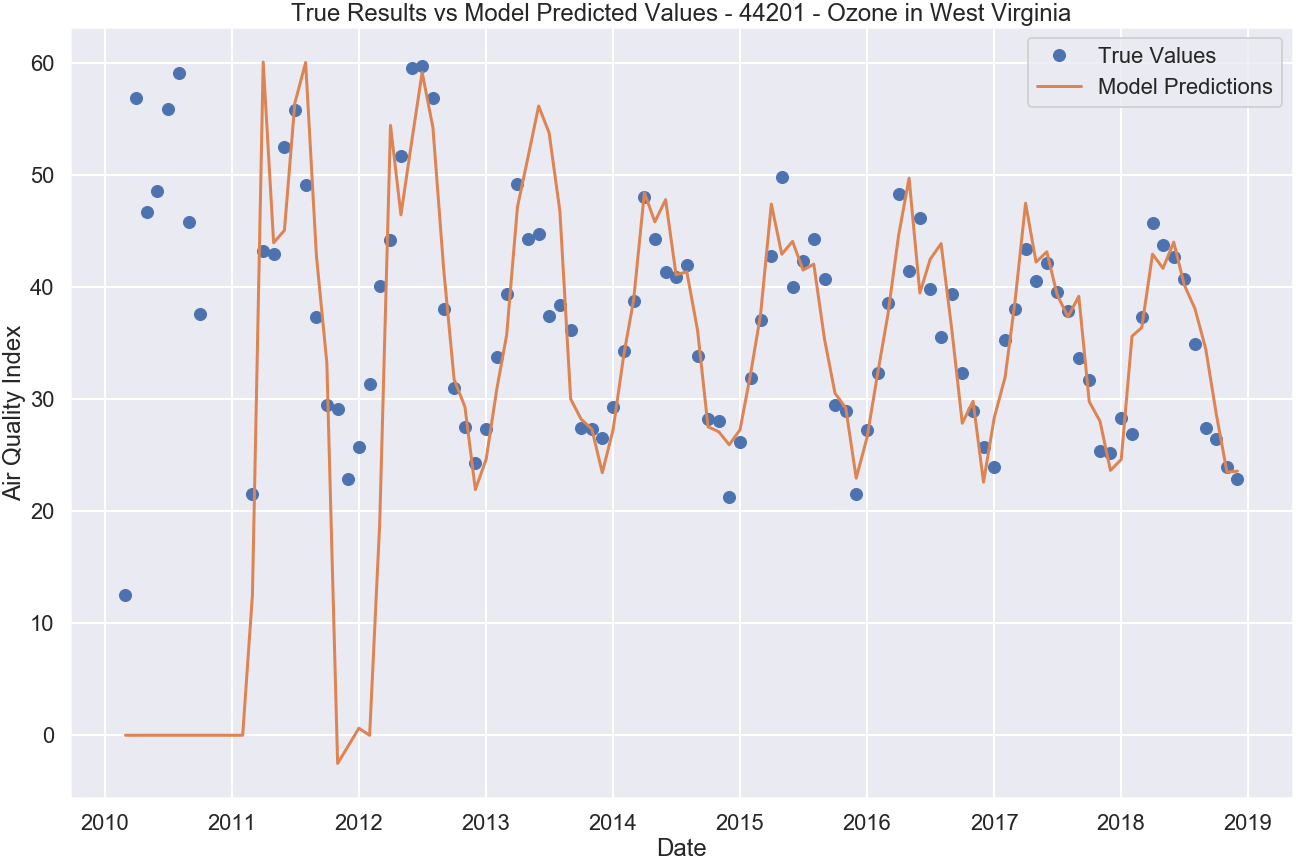 True Results vs Model Predicted Values - 44201 - Ozone in West Virginia
True Values
Model Predictions
Air Quality Index
60
50
40
30
20
10
0
2010 2011 2012 2013 2014 2015 2016 2017 2018 2019
Date